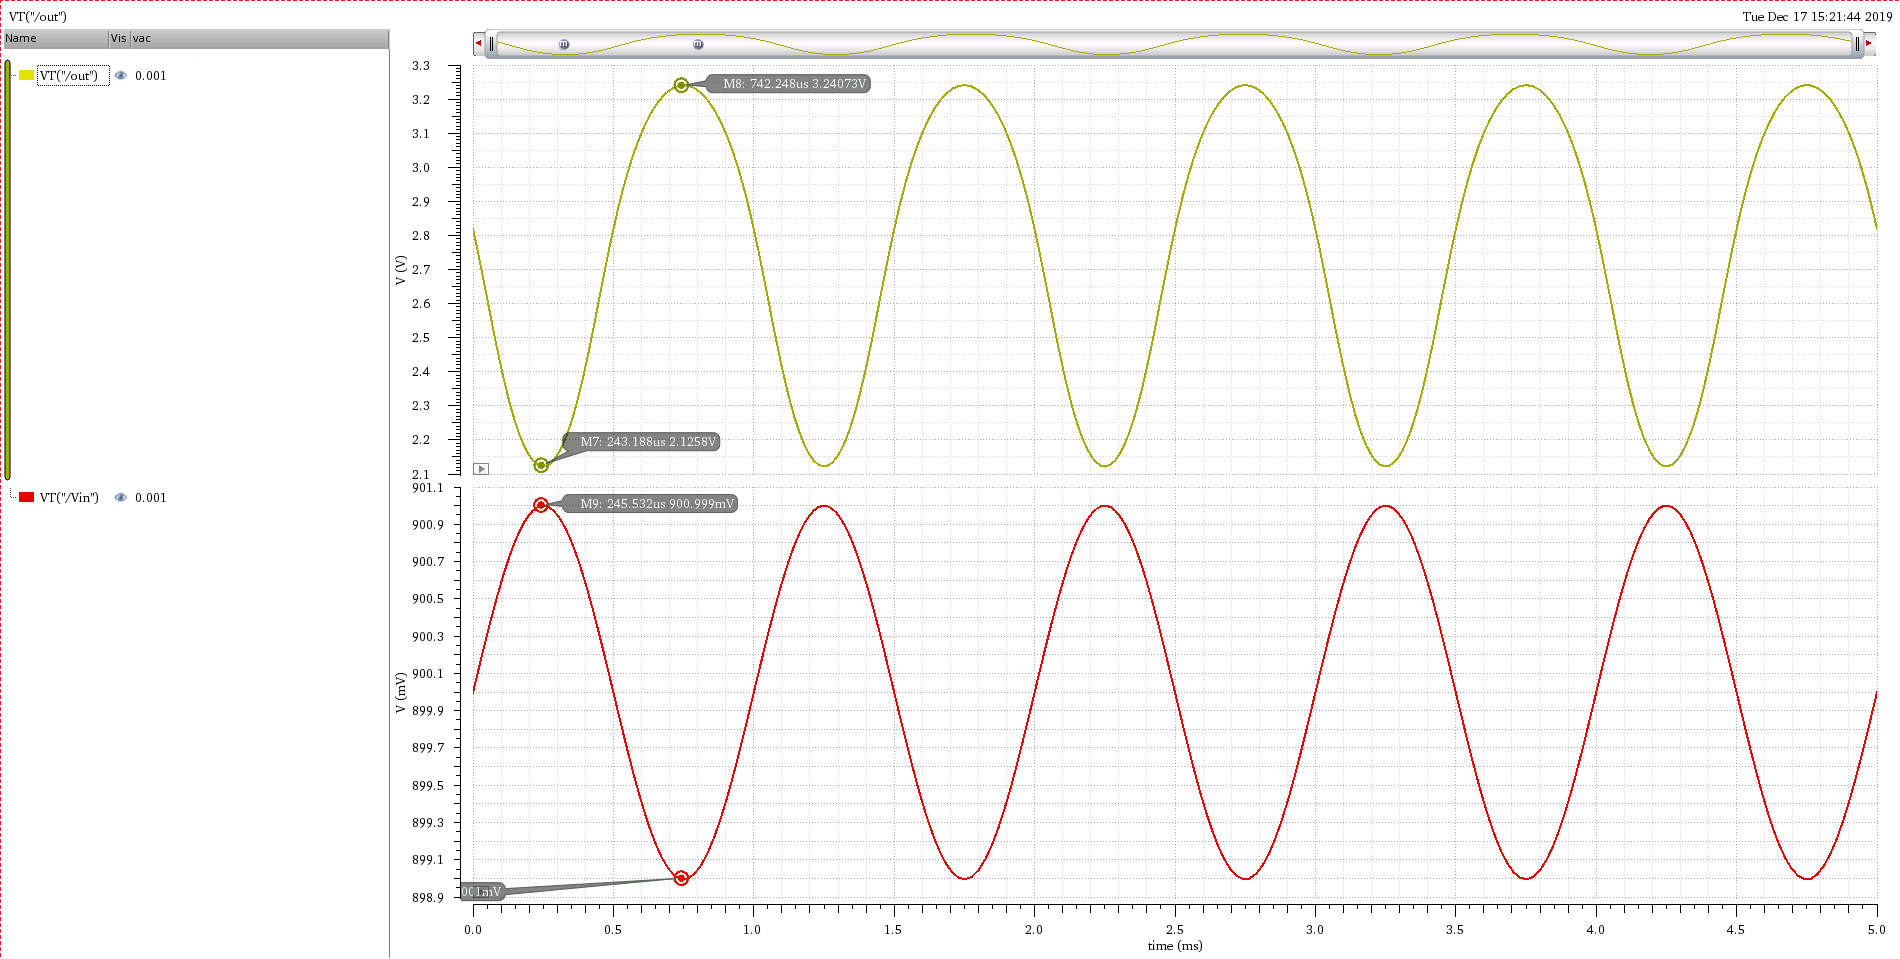 VT("/out")
Tue Dec 17 15:21:44 2019
Name Vis vac
VT("/out") 0.001
VT("/Vin") 0.001
m
m
M8: 742.248us 3.24073V
M7: 243.188us 2.1258V
3.3
3.2
3.1
3.0
2.9
2.8
2.7
2.6
2.5
2.4
2.3
2.2
2.1
V (V)
M9: 245.532us 900.999mV
001mV
901.1
900.9
900.7
900.5
900.3
900.1
899.9
899.7
899.5
899.3
899.1
898.9
V (mV)
0.0 0.5 1.0 1.5 2.0 2.5 3.0 3.5 4.0 4.5 5.0
time (ms)